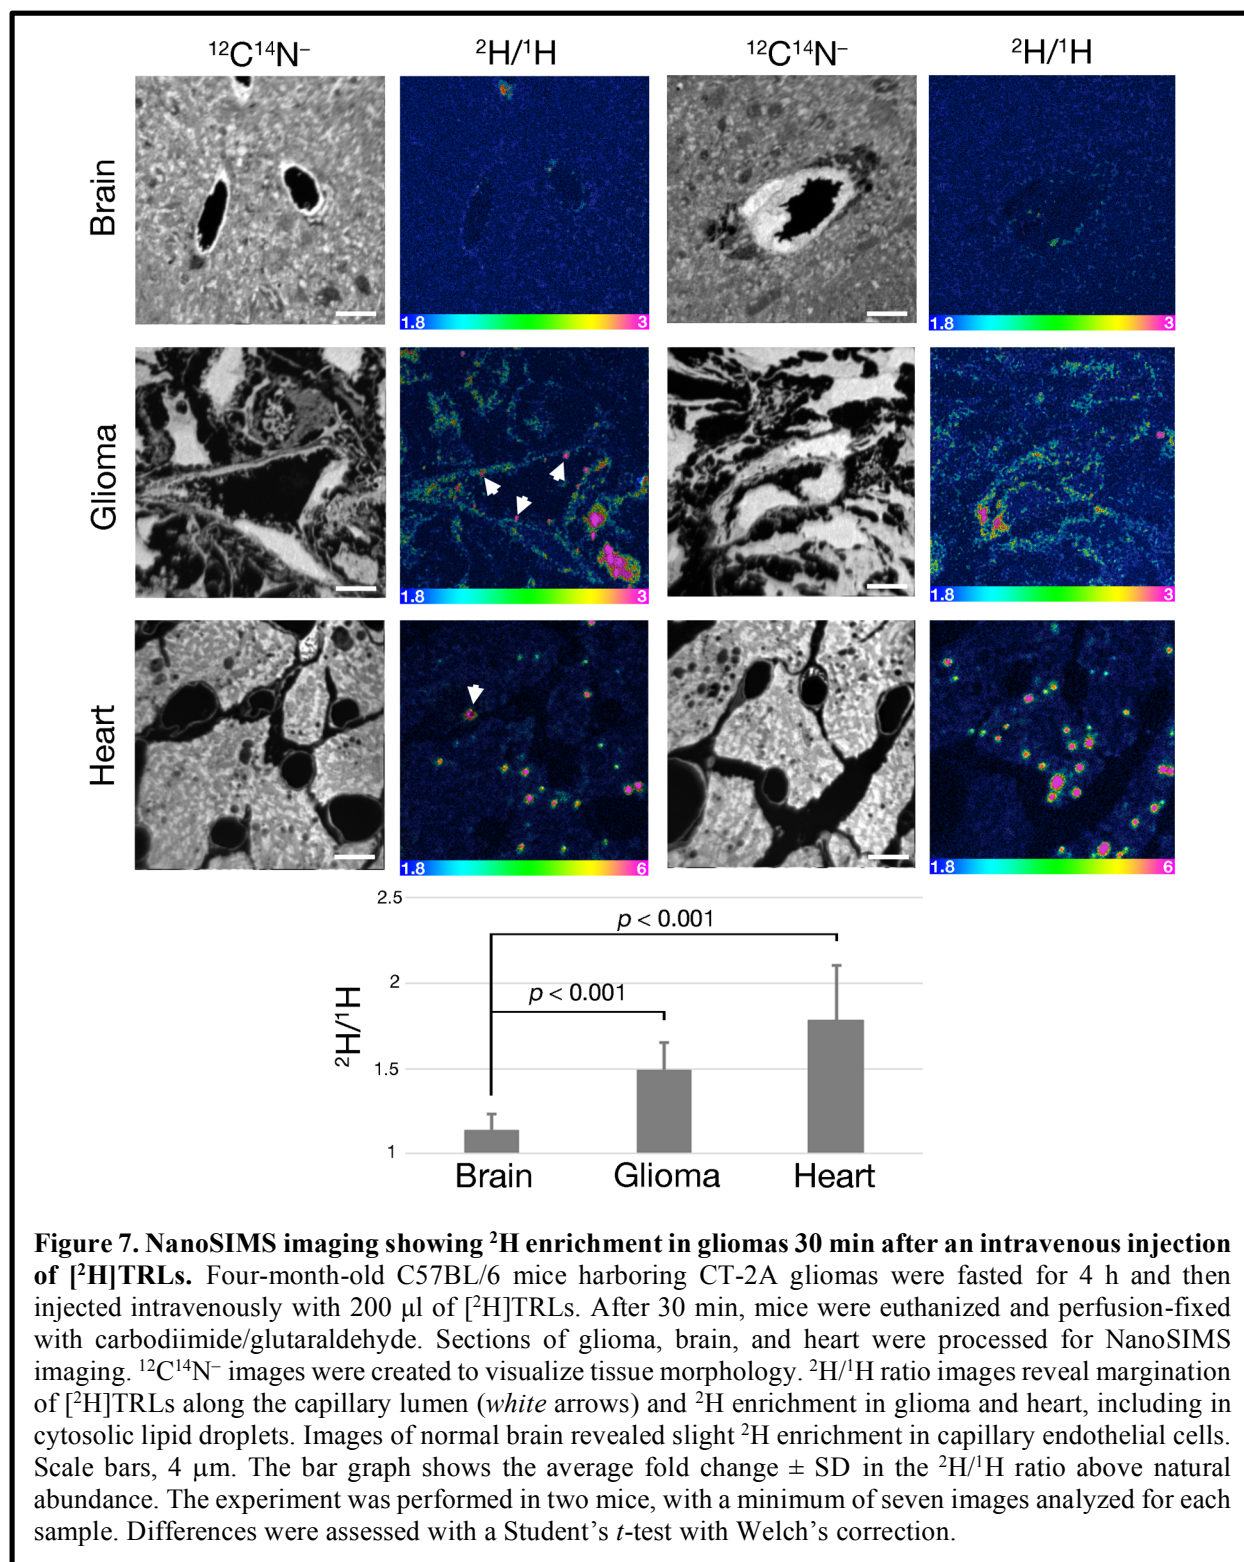 ¹²C¹⁴N⁻ ²H/¹H ¹²C¹⁴N⁻ ²H/¹H
Brain
1.8 3 1.8 3
Glioma
1.8 3 1.8 3
Heart
1.8 6 1.8 6
2.5
p < 0.001
2
p < 0.001
²H/¹H
1.5
1
Brain Glioma Heart
Figure 7. NanoSIMS imaging showing ²H enrichment in gliomas 30 min after an intravenous injection
of [²H]TRLs. Four-month-old C57BL/6 mice harboring CT-2A gliomas were fasted for 4 h and then
injected intravenously with 200 μl of [²H]TRLs. After 30 min, mice were euthanized and perfusion-fixed
with carbodiimide/glutaraldehyde. Sections of glioma, brain, and heart were processed for NanoSIMS
imaging. ¹²C¹⁴N⁻ images were created to visualize tissue morphology. ²H/¹H ratio images reveal margination
of [²H]TRLs along the capillary lumen (white arrows) and ²H enrichment in glioma and heart, including in
cytosolic lipid droplets. Images of normal brain revealed slight ²H enrichment in capillary endothelial cells.
Scale bars, 4 μm. The bar graph shows the average fold change ± SD in the ²H/¹H ratio above natural
abundance. The experiment was performed in two mice, with a minimum of seven images analyzed for each
sample. Differences were assessed with a Student’s t-test with Welch’s correction.